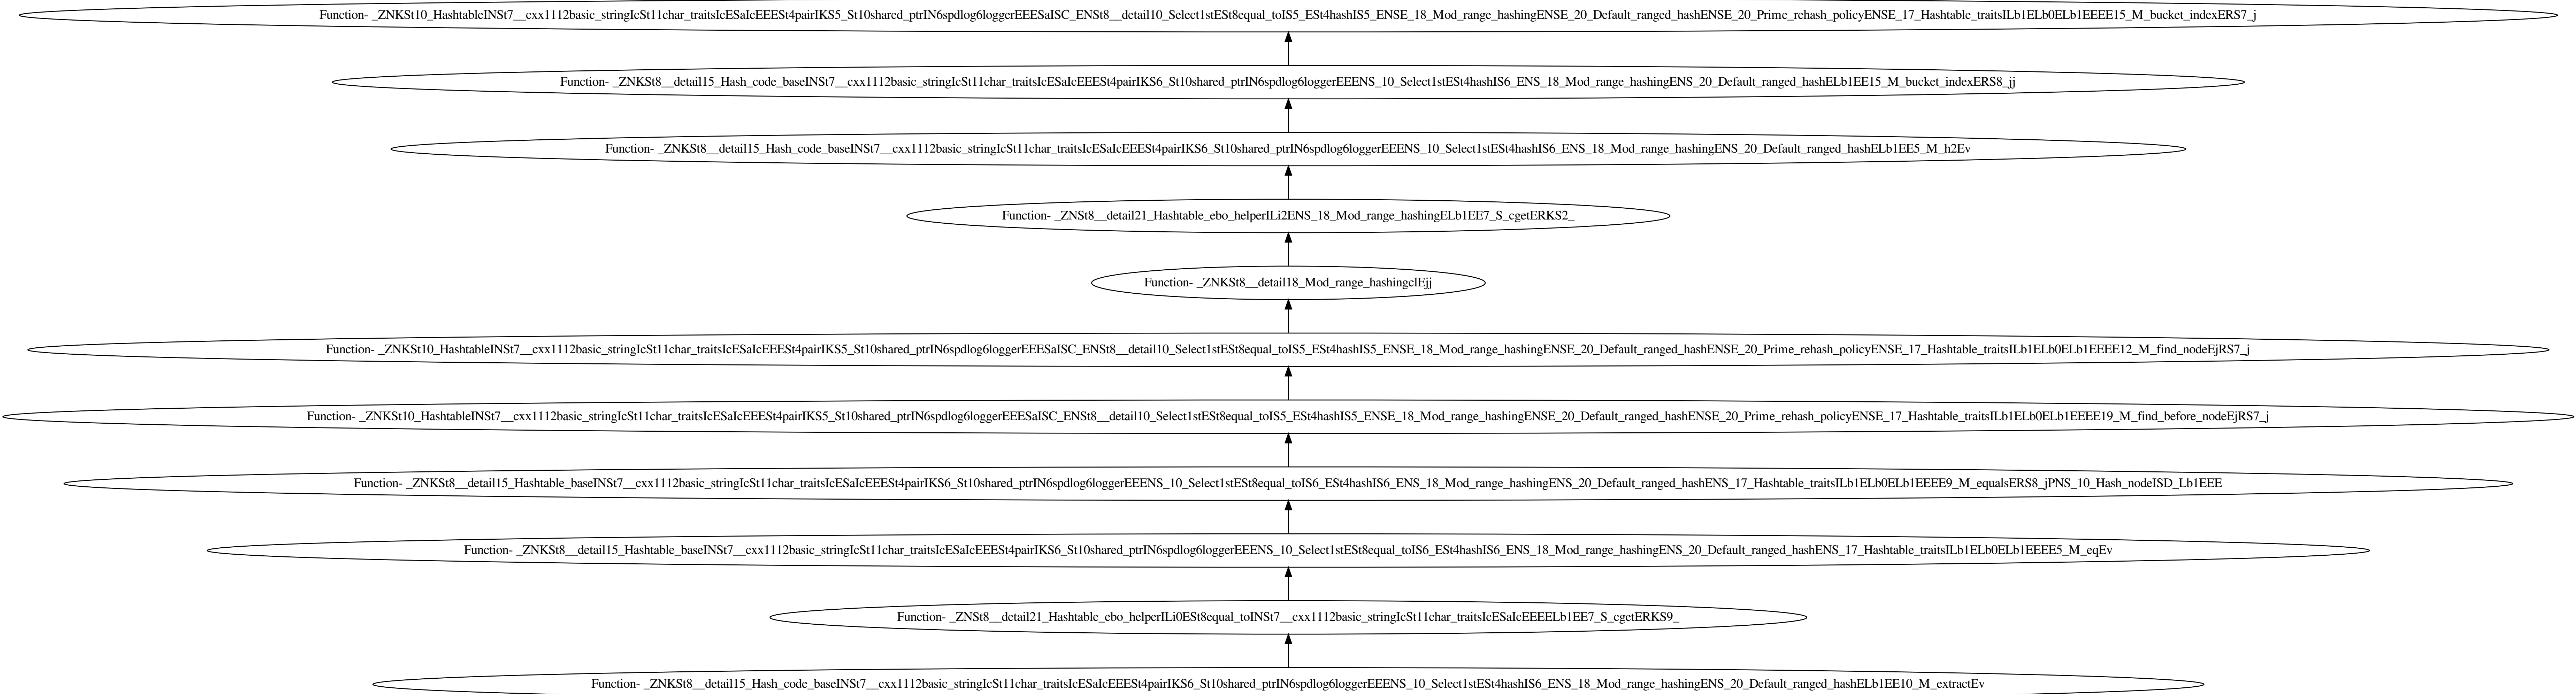 Function- _ZNKSt10_HashtableINSt7__cxx1112basic_stringIcSt11char_traitsIcESaIcEEESt4pairIKS5_St10shared_ptrIN6spdlog6loggerEEESaISC_ENSt8__detail10_Select1stESt8equal_toIS5_ESt4hashIS5_ENSE_18_Mod_range_hashingENSE_20_Default_ranged_hashENSE_20_Prime_rehash_policyENSE_17_Hashtable_traitsILb1ELb0ELb1EEEE15_M_bucket_indexERS7_j
Function- _ZNKSt8__detail15_Hash_code_baseINSt7__cxx1112basic_stringIcSt11char_traitsIcESaIcEEESt4pairIKS6_St10shared_ptrIN6spdlog6loggerEEENS_10_Select1stESt4hashIS6_ENS_18_Mod_range_hashingENS_20_Default_ranged_hashELb1EE15_M_bucket_indexERS8_jj
Function- _ZNKSt8__detail15_Hash_code_baseINSt7__cxx1112basic_stringIcSt11char_traitsIcESaIcEEESt4pairIKS6_St10shared_ptrIN6spdlog6loggerEEENS_10_Select1stESt4hashIS6_ENS_18_Mod_range_hashingENS_20_Default_ranged_hashELb1EE5_M_h2Ev
Function- _ZNSt8__detail21_Hashtable_ebo_helperILi2ENS_18_Mod_range_hashingELb1EE7_S_cgetERKS2_
Function- _ZNKSt8__detail18_Mod_range_hashingclEjj
Function- _ZNKSt10_HashtableINSt7__cxx1112basic_stringIcSt11char_traitsIcESaIcEEESt4pairIKS5_St10shared_ptrIN6spdlog6loggerEEESaISC_ENSt8__detail10_Select1stESt8equal_toIS5_ESt4hashIS5_ENSE_18_Mod_range_hashingENSE_20_Default_ranged_hashENSE_20_Prime_rehash_policyENSE_17_Hashtable_traitsILb1ELb0ELb1EEEE12_M_find_nodeEjRS7_j
Function- _ZNKSt10_HashtableINSt7__cxx1112basic_stringIcSt11char_traitsIcESaIcEEESt4pairIKS5_St10shared_ptrIN6spdlog6loggerEEESaISC_ENSt8__detail10_Select1stESt8equal_toIS5_ESt4hashIS5_ENSE_18_Mod_range_hashingENSE_20_Default_ranged_hashENSE_20_Prime_rehash_policyENSE_17_Hashtable_traitsILb1ELb0ELb1EEEE19_M_find_before_nodeEjRS7_j
Function- _ZNKSt8__detail15_Hashtable_baseINSt7__cxx1112basic_stringIcSt11char_traitsIcESaIcEEESt4pairIKS6_St10shared_ptrIN6spdlog6loggerEEENS_10_Select1stESt8equal_toIS6_ESt4hashIS6_ENS_18_Mod_range_hashingENS_20_Default_ranged_hashENS_17_Hashtable_traitsILb1ELb0ELb1EEEE9_M_equalsERS8_jPNS_10_Hash_nodeISD_Lb1EEE
Function- _ZNKSt8__detail15_Hashtable_baseINSt7__cxx1112basic_stringIcSt11char_traitsIcESaIcEEESt4pairIKS6_St10shared_ptrIN6spdlog6loggerEEENS_10_Select1stESt8equal_toIS6_ESt4hashIS6_ENS_18_Mod_range_hashingENS_20_Default_ranged_hashENS_17_Hashtable_traitsILb1ELb0ELb1EEEE5_M_eqEv
Function- _ZNSt8__detail21_Hashtable_ebo_helperILi0ESt8equal_toINSt7__cxx1112basic_stringIcSt11char_traitsIcESaIcEEEELb1EE7_S_cgetERKS9_
Function- _ZNKSt8__detail15_Hash_code_baseINSt7__cxx1112basic_stringIcSt11char_traitsIcESaIcEEESt4pairIKS6_St10shared_ptrIN6spdlog6loggerEEENS_10_Select1stESt4hashIS6_ENS_18_Mod_range_hashingENS_20_Default_ranged_hashELb1EE10_M_extractEv